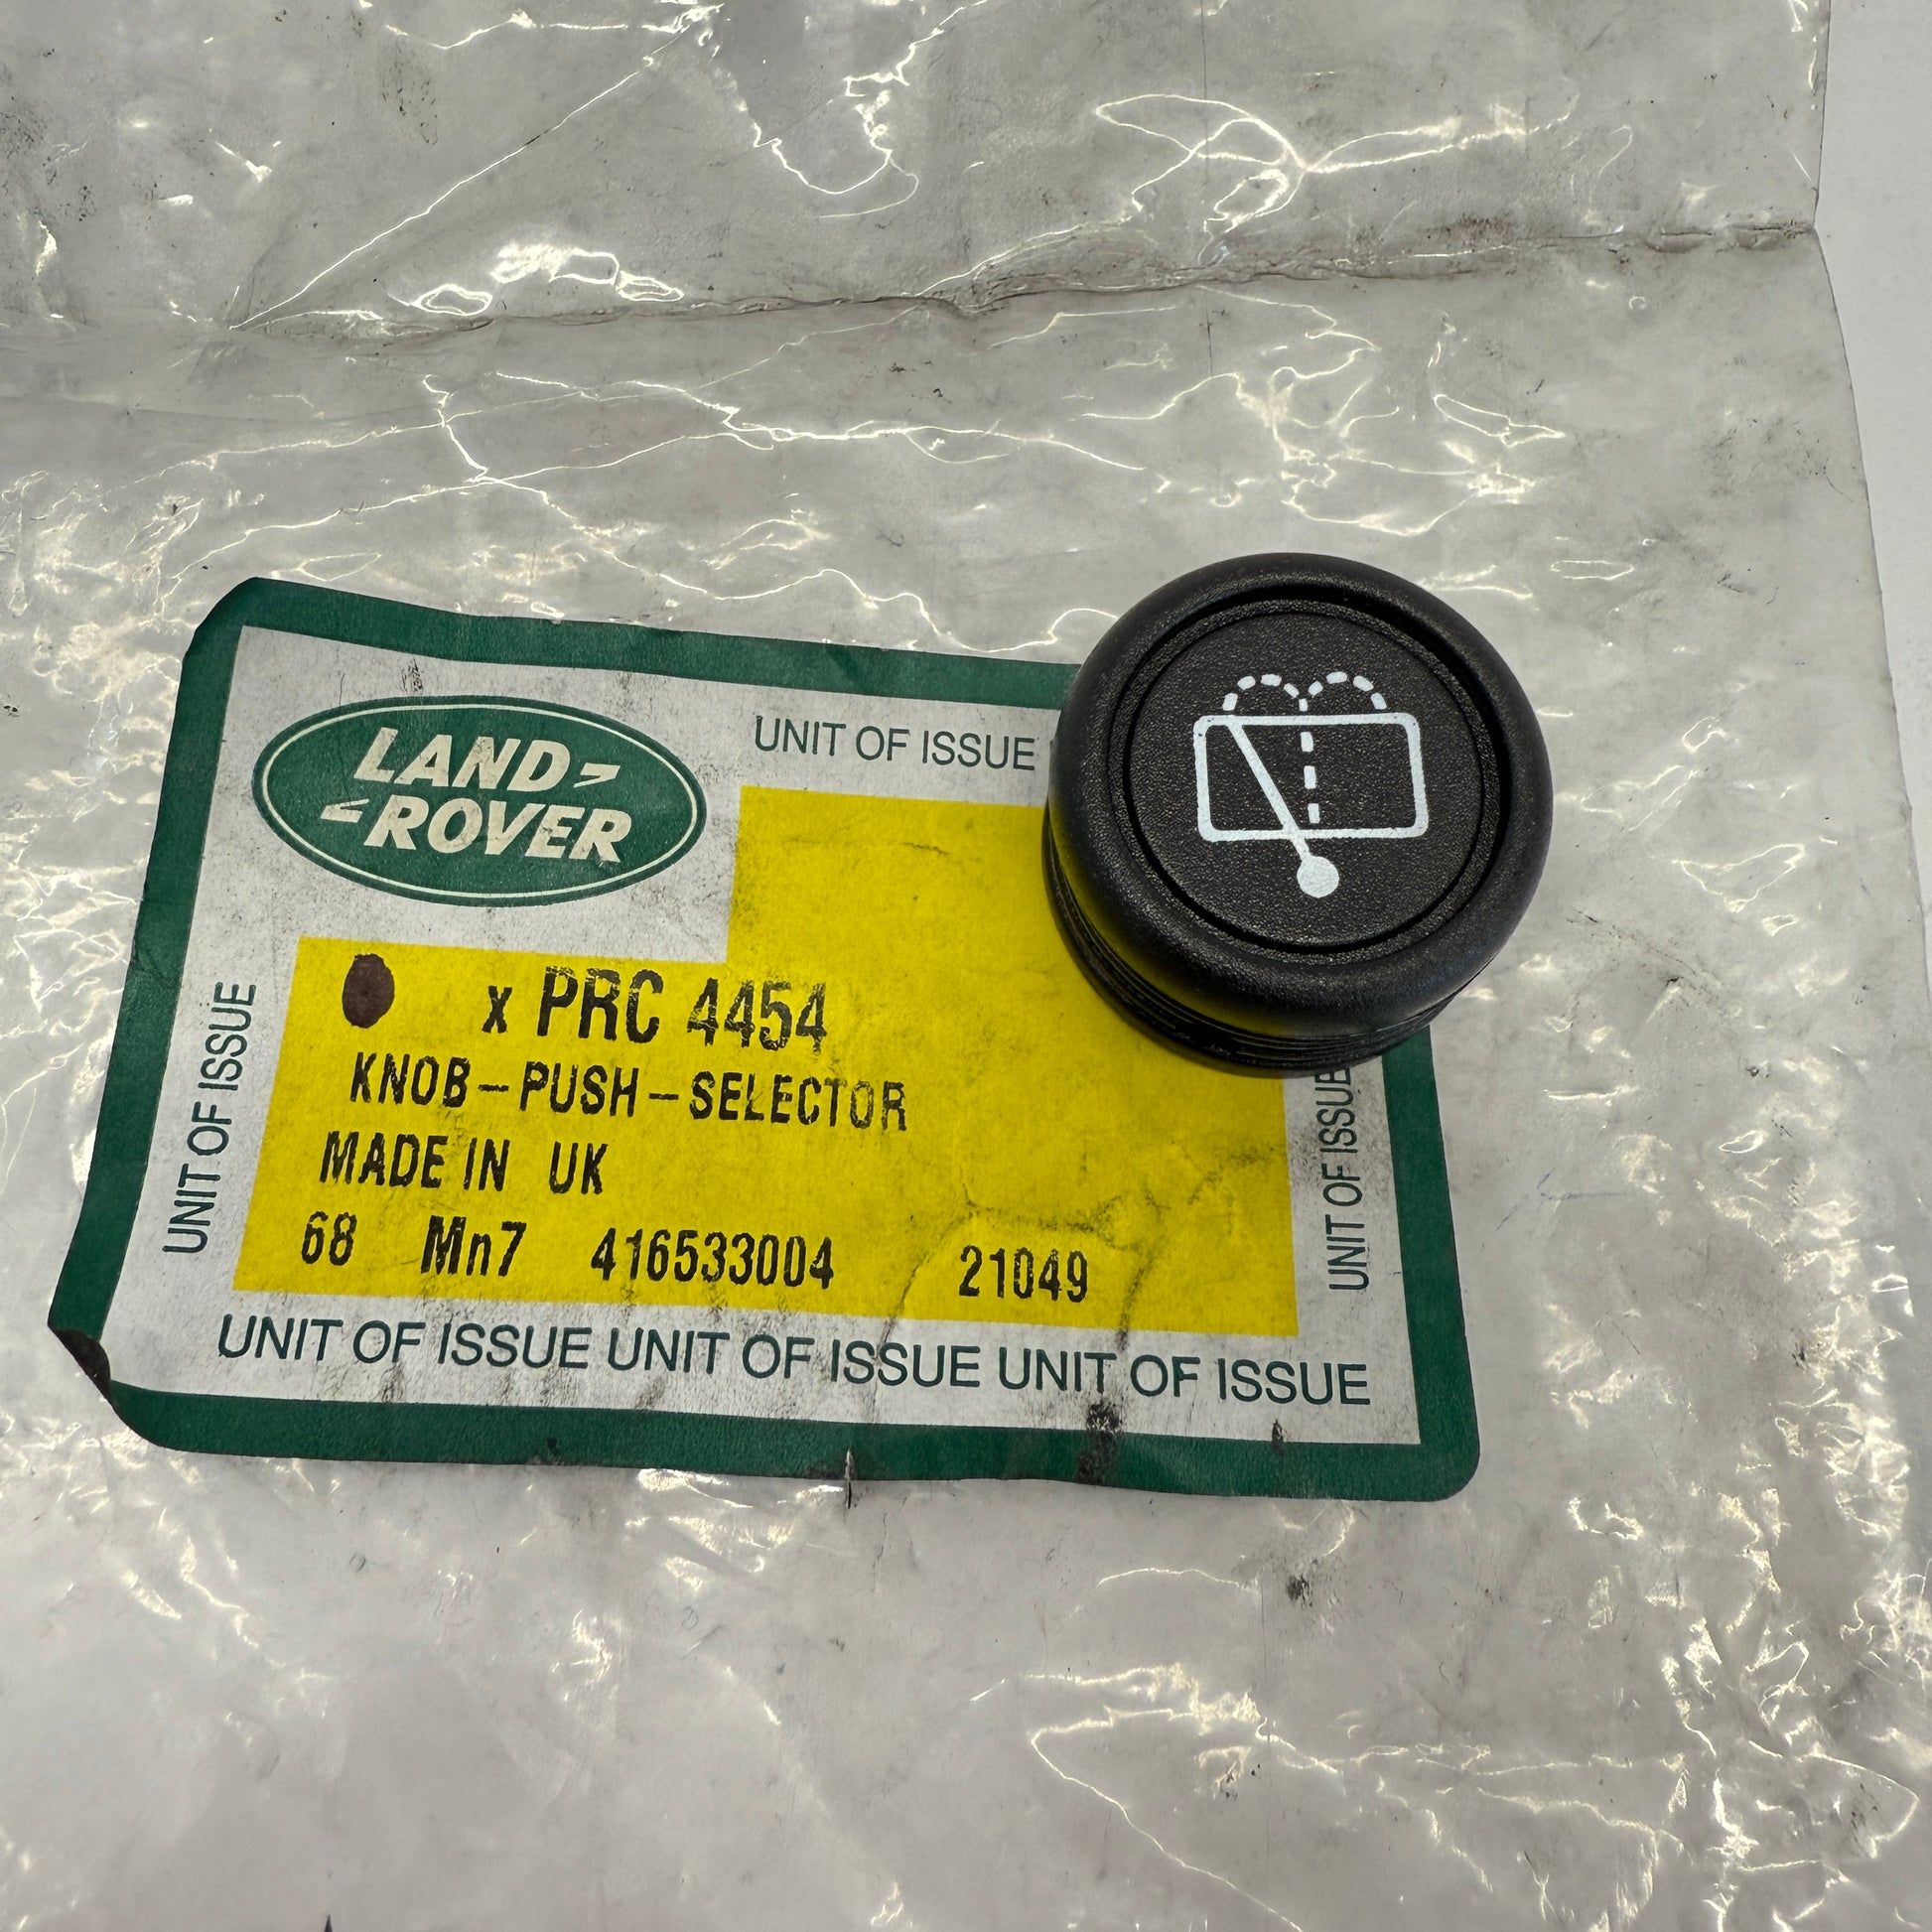 LAND
ROVER
UNIT OF ISSUE
x PRC 4454
KNOB-PUSH-SELECTOR
MADE IN UK
68 Mn7 416533004 21049
UNIT OF ISSUE
UNIT OF ISSUE
UNIT OF ISSUE UNIT OF ISSUE UNIT OF ISSUE